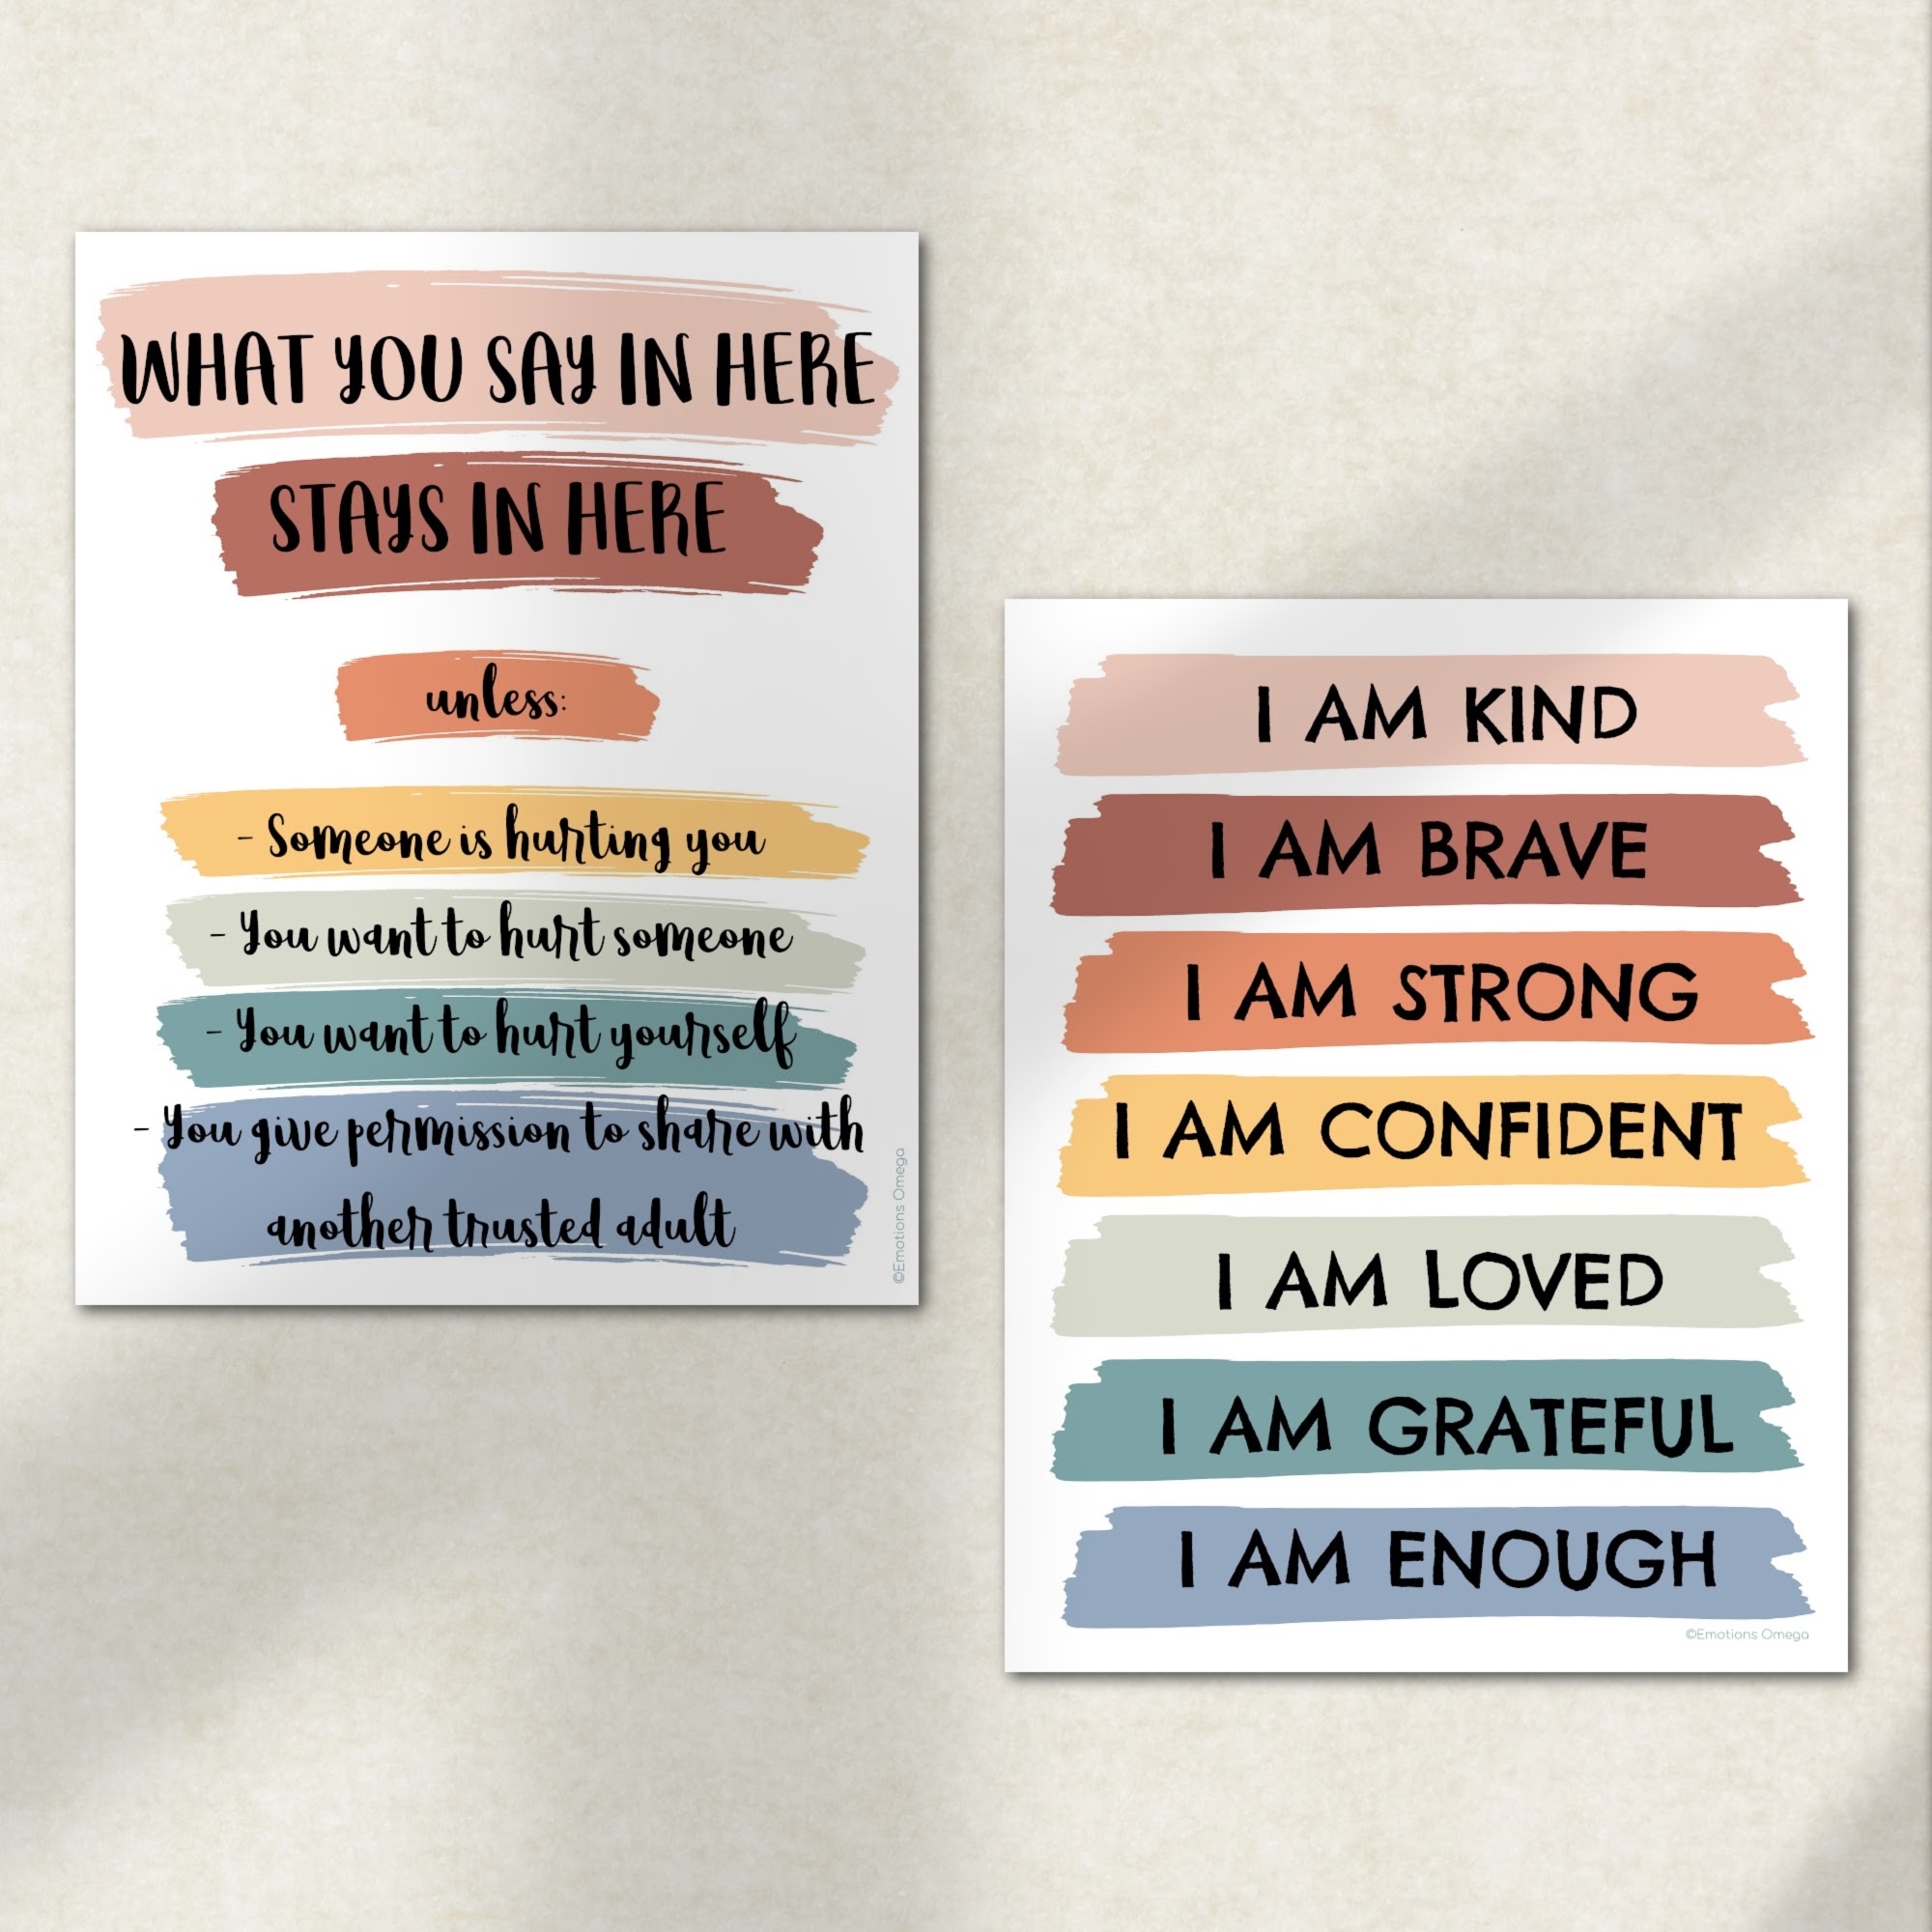 WHAT YOU SAY IN HERE
STAYS IN HERE
unless:
- Someone is hurting you
- You want to hurt someone
- You want to hurt yourself
- You give permission to share with
another trusted adult
©Emotions Omega
I AM KIND
I AM BRAVE
I AM STRONG
I AM CONFIDENT
I AM LOVED
I AM GRATEFUL
I AM ENOUGH
©Emotions Omega